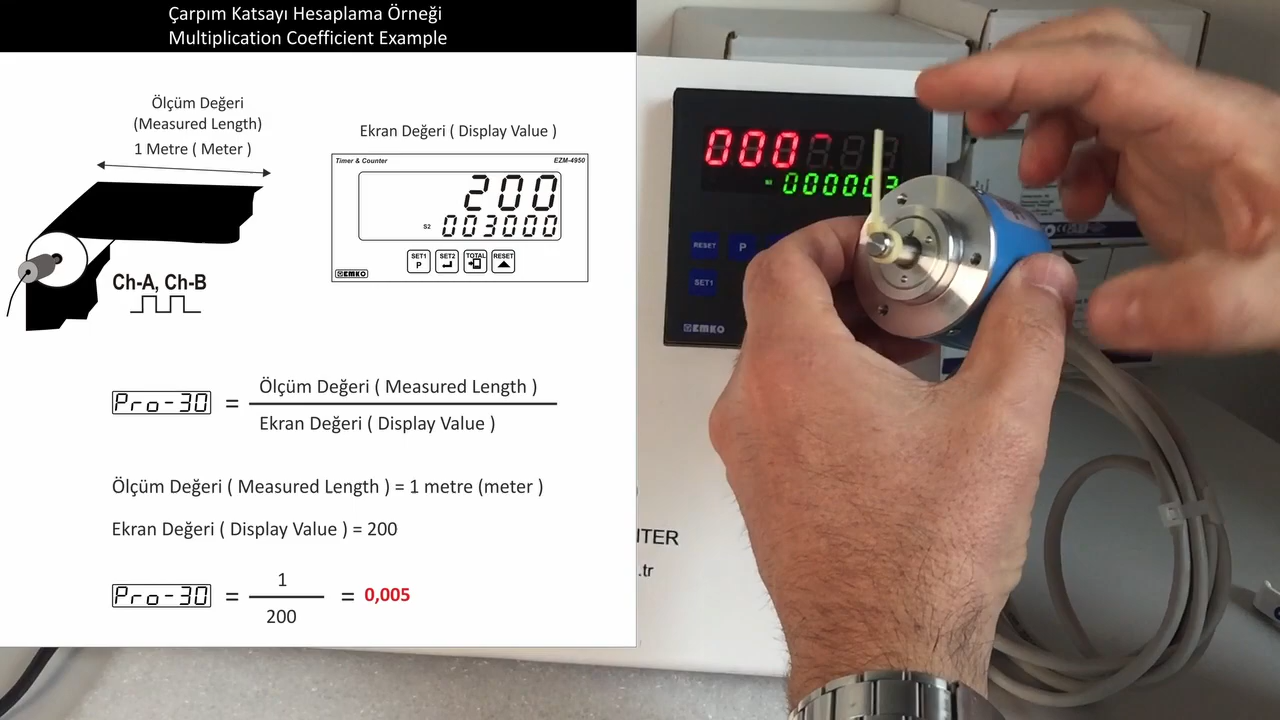 Çarpım Katsayı Hesaplama Örneği
Multiplication Coefficient Example
Ölçüm Değeri
(Measured Length)
1 Metre ( Meter )
Ekran Değeri ( Display Value )
Timer & Counter
EZM-4950
200
S2 003000
SET1 P
SET2
TOTAL
RESET
EMKO
Ch-A, Ch-B
Pro-30 = Ölçüm Değeri ( Measured Length )
Ekran Değeri ( Display Value )
Ölçüm Değeri ( Measured Length ) = 1 metre (meter )
Ekran Değeri ( Display Value ) = 200
Pro-30 = 1
200
= 0,005
000
000003
RESET
P
SET1
EMKO
.tr